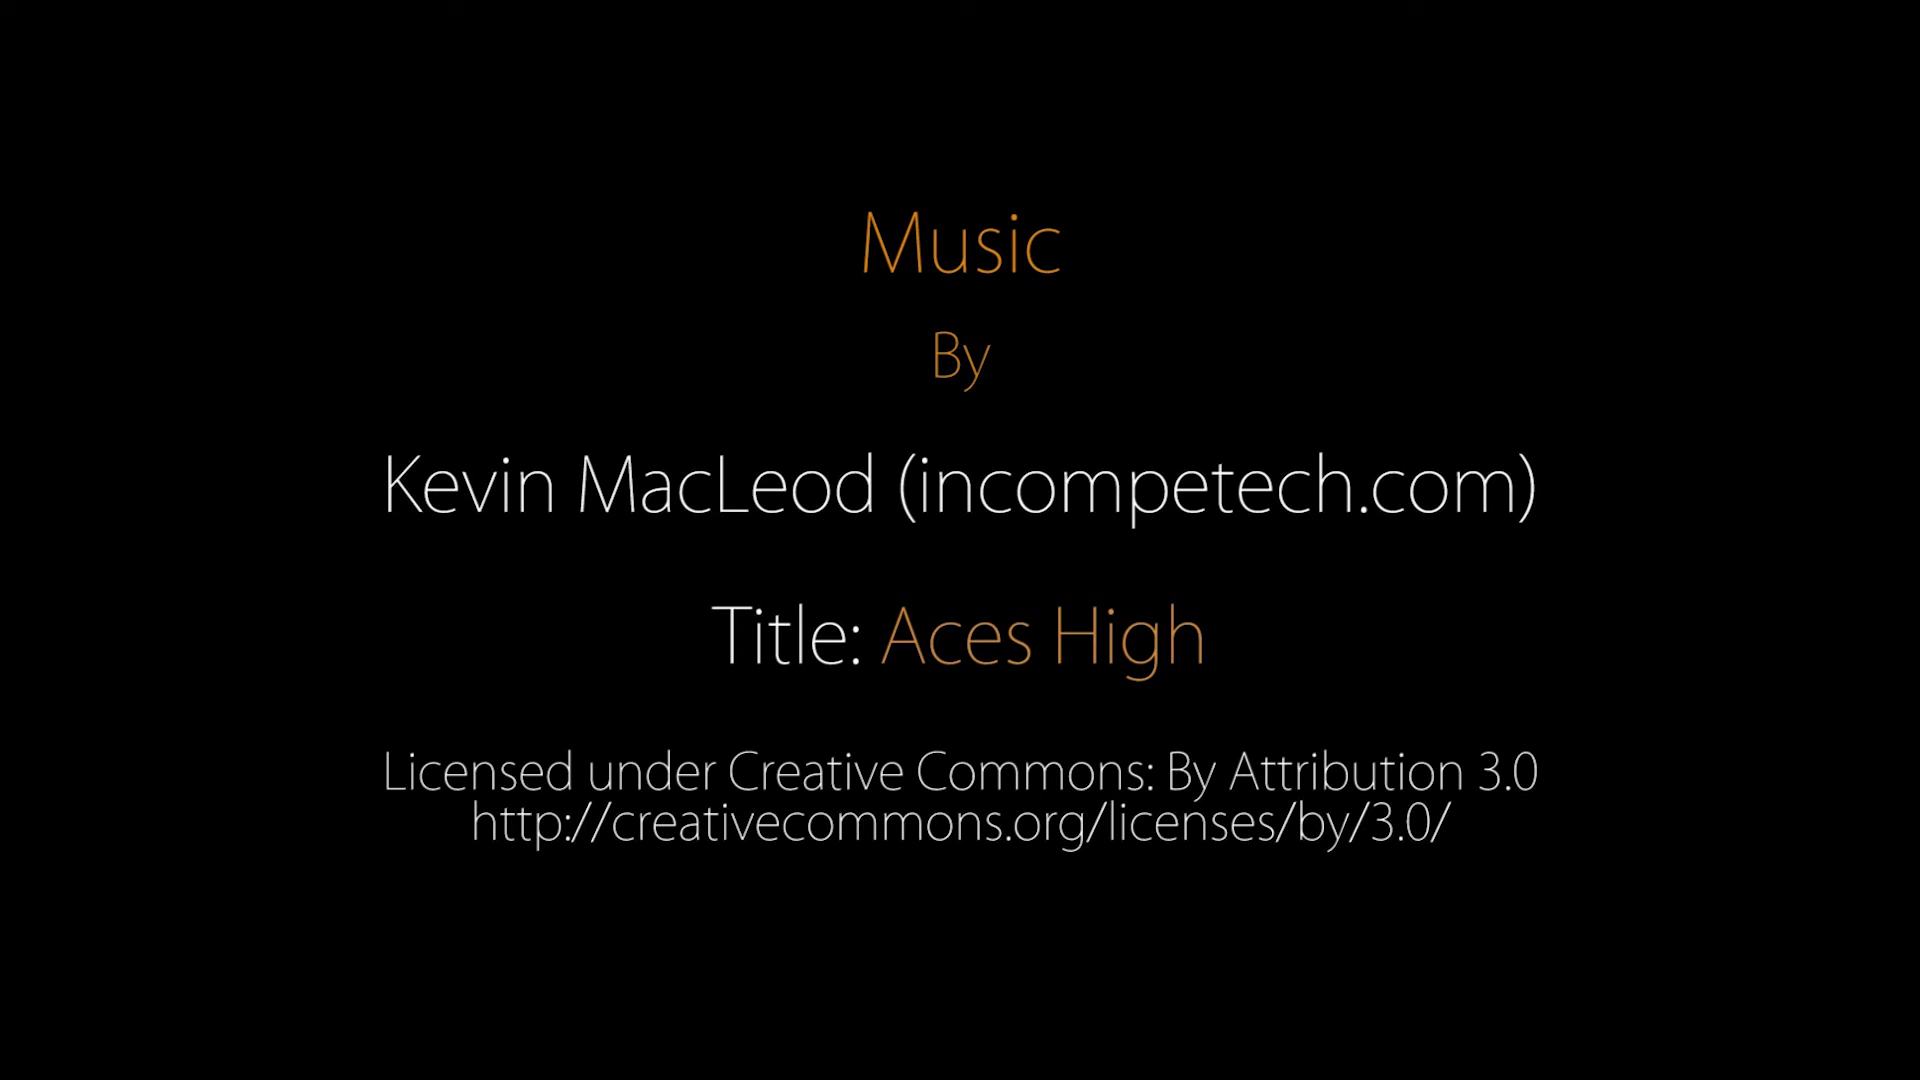 Music
By
Kevin MacLeod (incompetech.com)
Title: Aces High
Licensed under Creative Commons: By Attribution 3.0
http://creativecommons.org/licenses/by/3.0/